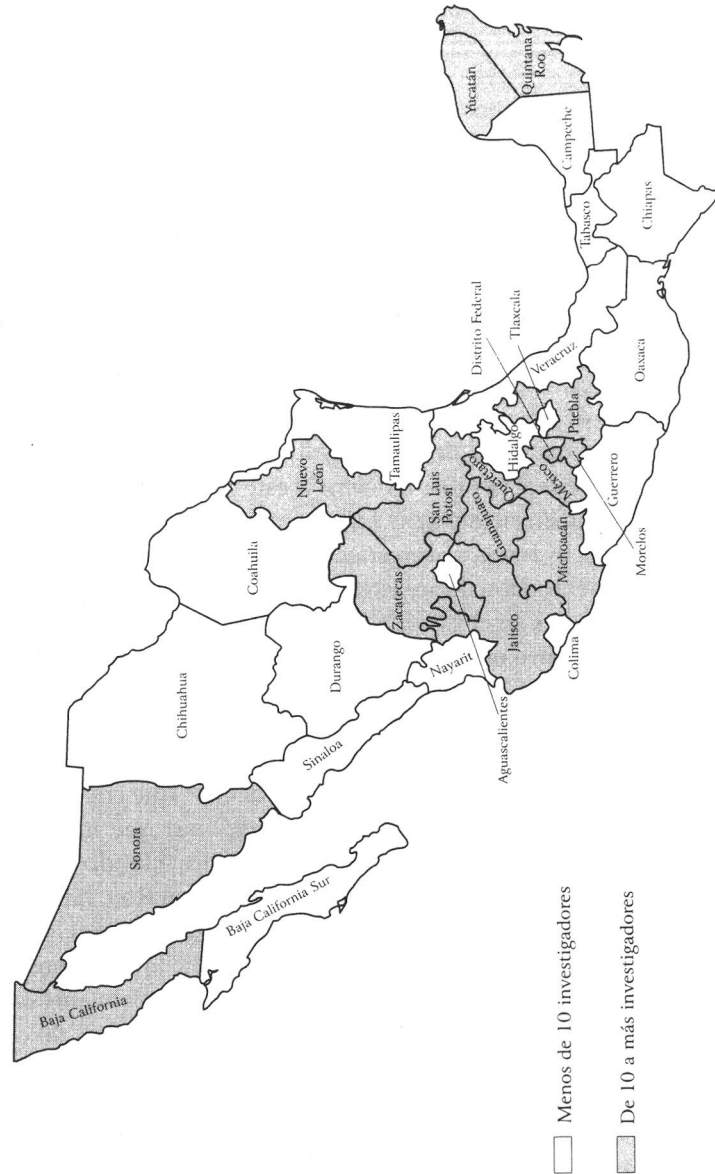 Baja California
Sonora
Baja California Sur
Chihuahua
Sinaloa
Durango
Coahuila
Nuevo
León
Tamaulipas
Zacatecas
San Luis
Potosí
Nayarit
Aguascalientes
Jalisco
Colima
Guanajuato
Querétaro
Hidalgo
Michoacán
México
Morelos
Distrito Federal
Tlaxcala
Puebla
Veracruz
Guerrero
Oaxaca
Tabasco
Chiapas
Campeche
Yucatán
Quintana
Roo
Menos de 10 investigadores
De 10 a más investigadores